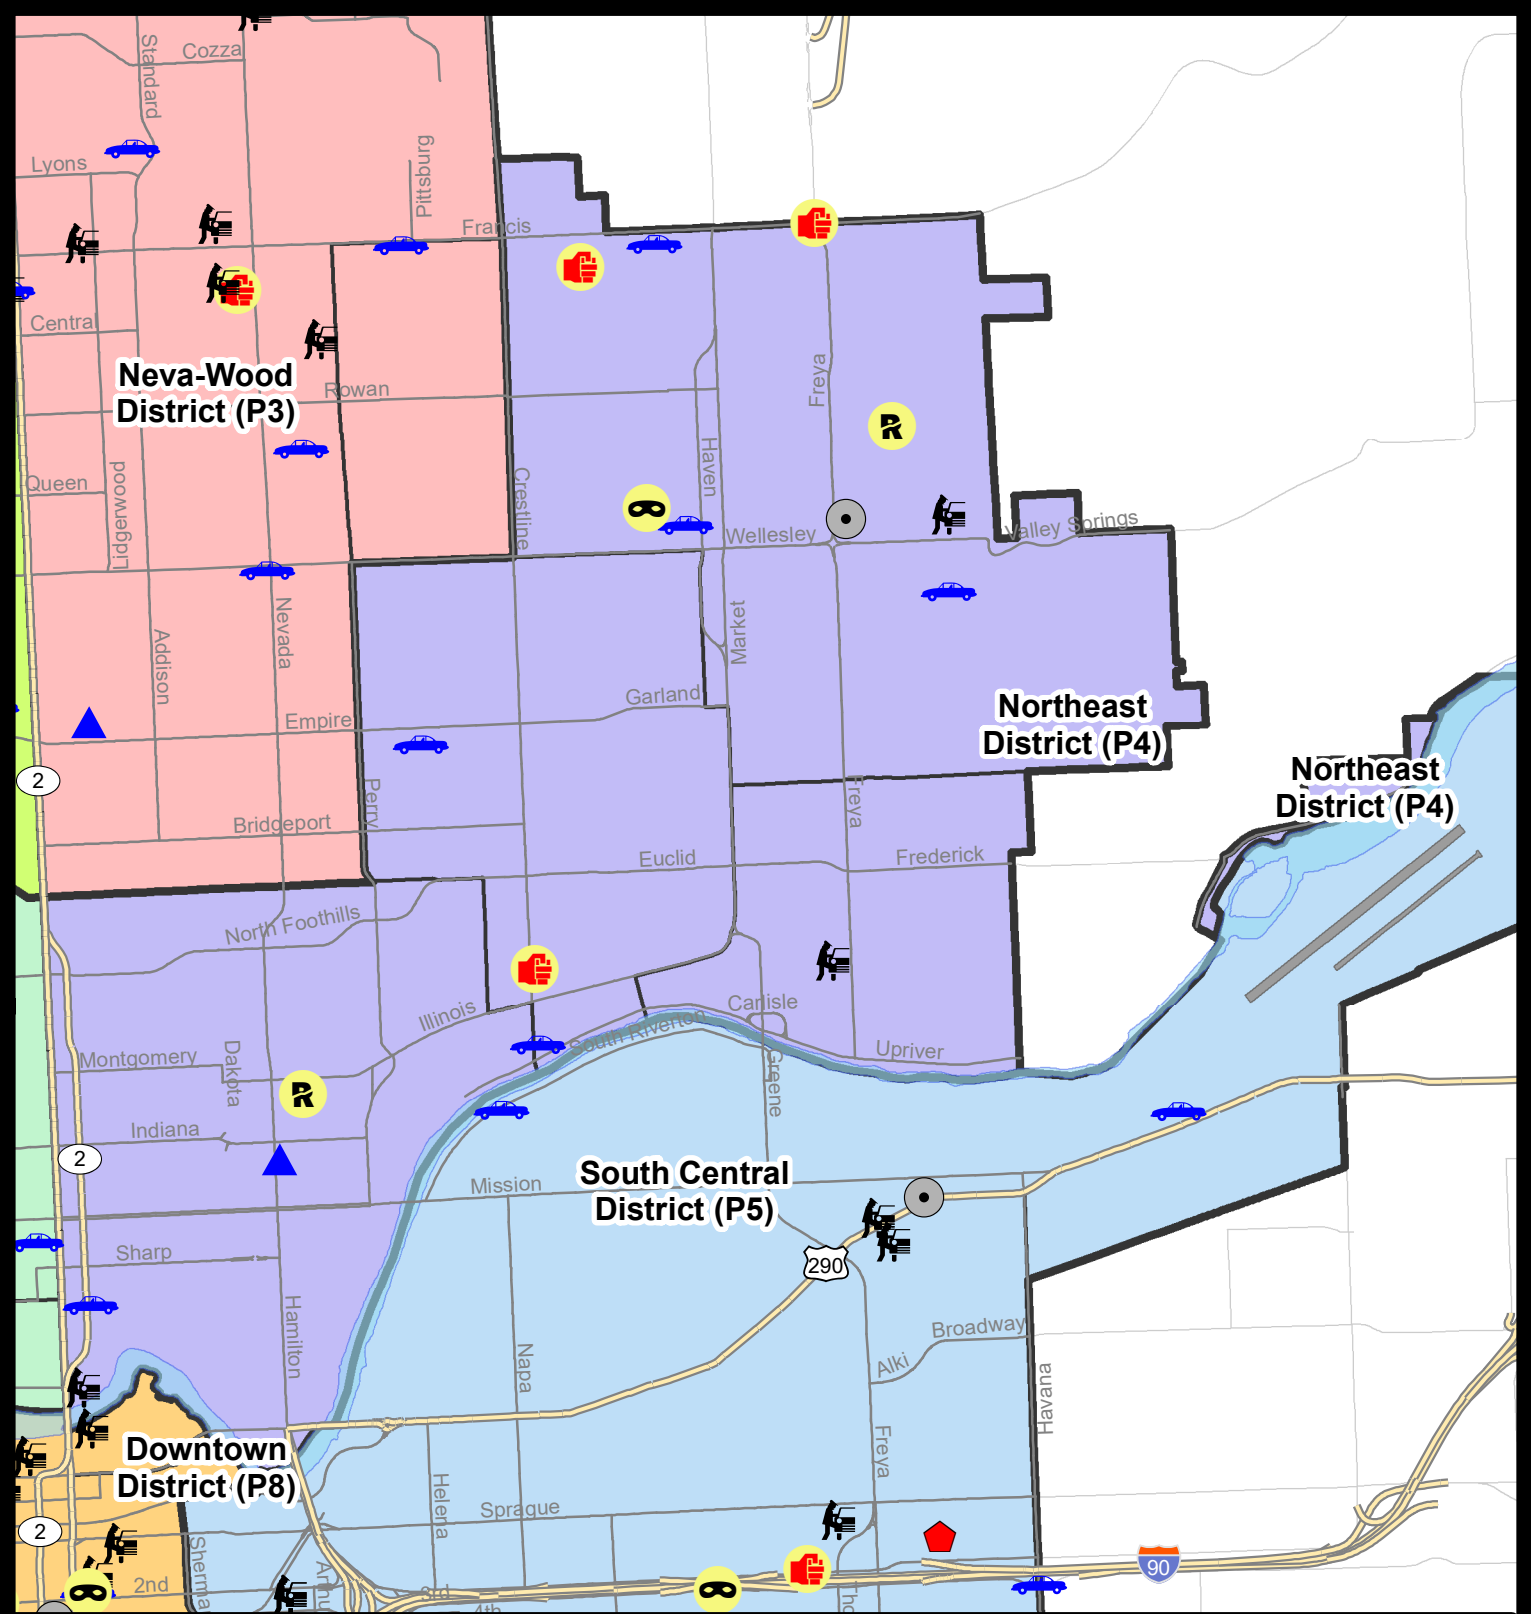 Cozza
Standard
Lyons
Pittsburg
Francis
Central
Neva-Wood
District (P3)
Rowan
Freya
Queen
Lidgerwood
Crestline
Haven
Wellesley
Valley Springs
Nevada
Addison
Market
Garland
Empire
Northeast
District (P4)
Northeast
District (P4)
2
Perry
Freya
Bridgeport
Euclid
Frederick
North Foothills
Illinois
Carlisle
South Riverton
Montgomery
Dakota
Upriver
Greene
Indiana
2
Mission
South Central
District (P5)
Sharp
290
Hamilton
Napa
Broadway
Alki
Havana
Freya
Downtown
District (P8)
Helena
Sprague
2
90
2nd
3rd
4th